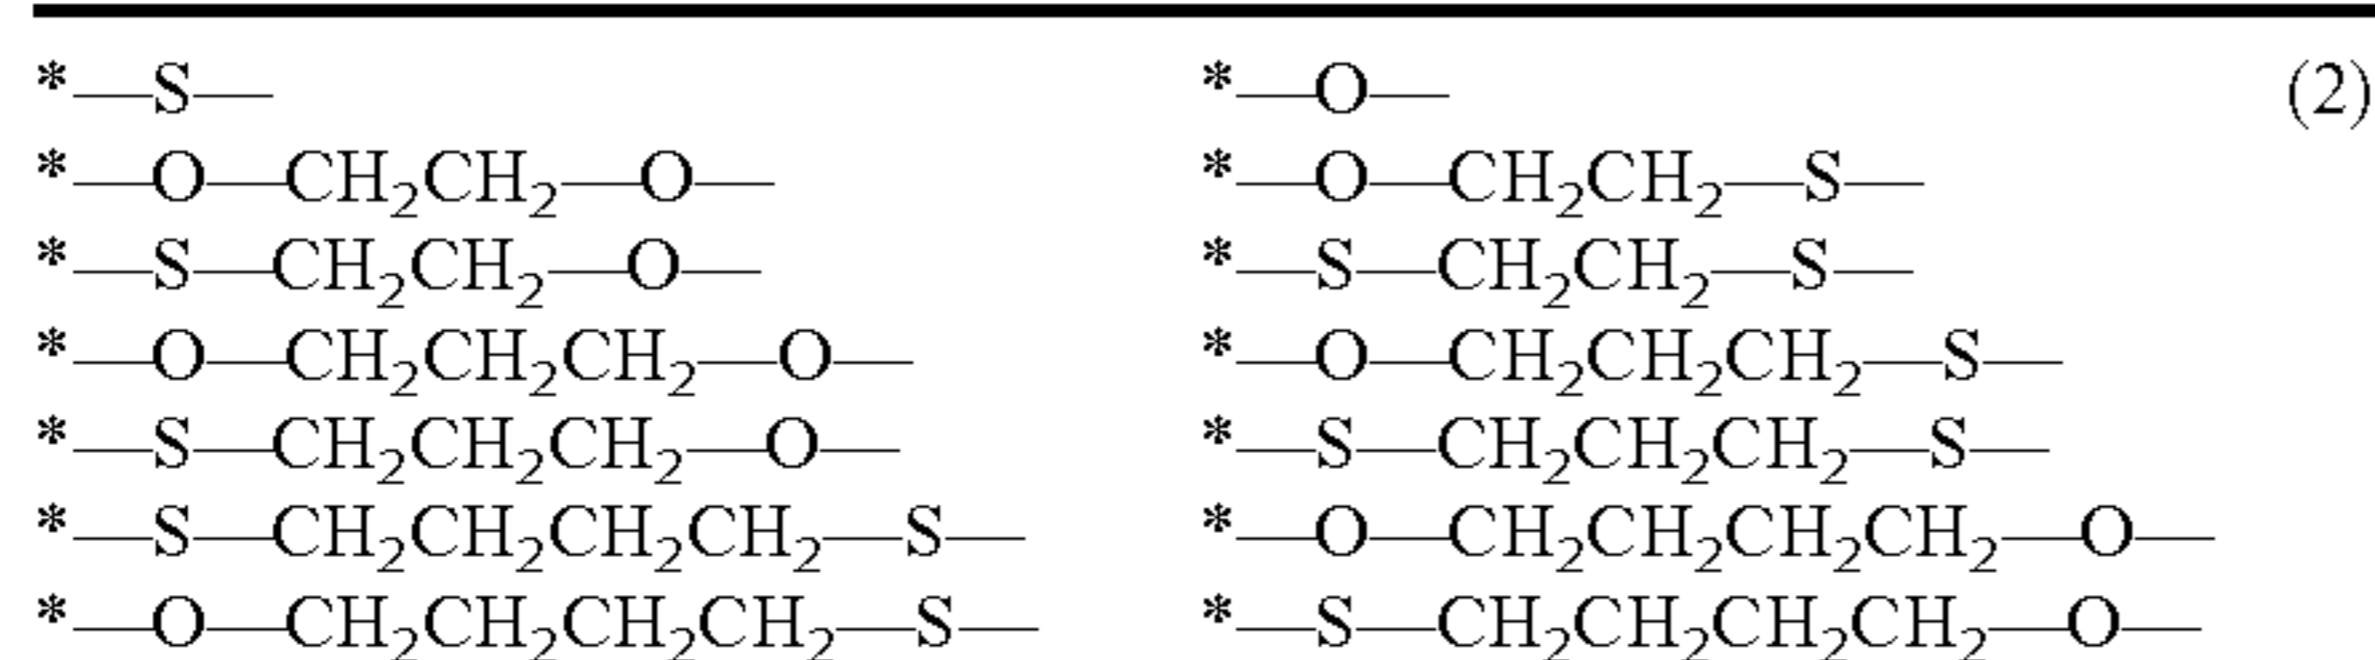 *—S— *—O— (2)
*—O—CH₂CH₂—O— *—O—CH₂CH₂—S—
*—S—CH₂CH₂—O— *—S—CH₂CH₂—S—
*—O—CH₂CH₂CH₂—O— *—O—CH₂CH₂CH₂—S—
*—S—CH₂CH₂CH₂—O— *—S—CH₂CH₂CH₂—S—
*—S—CH₂CH₂CH₂CH₂—S— *—O—CH₂CH₂CH₂CH₂—O—
*—O—CH₂CH₂CH₂CH₂—S— *—S—CH₂CH₂CH₂CH₂—O—